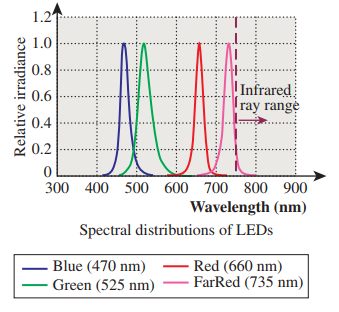 1.2
1.0
0.8
0.6
0.4
0.2
0
Relative irradiance
Infrared
ray range
300 400 500 600 700 800 900
Wavelength (nm)
Spectral distributions of LEDs
Blue (470 nm) Red (660 nm)
Green (525 nm) FarRed (735 nm)